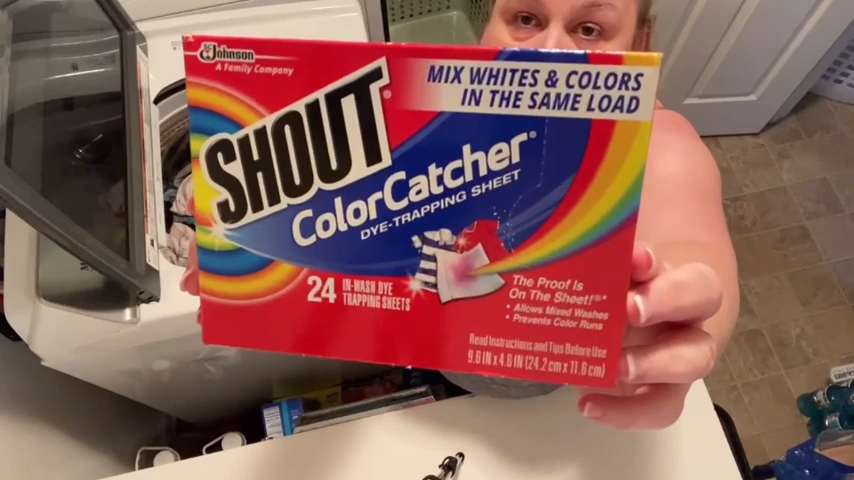 SC Johnson
A Family Company
MIX WHITES & COLORS
IN THE SAME LOAD
SHOUT®
ColorCatcher®
DYE-TRAPPING SHEET
24 IN-WASH DYE
TRAPPING SHEETS
The Proof Is
On The Sheet!®*
• Allows Mixed Washes
• Prevents Color Runs
Read Instructions and Tips Before Use
9.6 IN x 4.6 IN (24.2 cm x 11.6 cm)